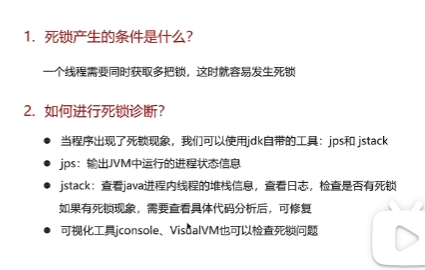 1. 死锁产生的条件是什么?
一个线程需要同时获取多把锁，这时就容易发生死锁
2. 如何进行死锁诊断?
● 当程序出现了死锁现象，我们可以使用jdk自带的工具：jps和 jstack
● jps：输出JVM中运行的进程状态信息
● jstack：查看java进程内线程的堆栈信息，查看日志，检查是否有死锁
如果有死锁现象，需要查看具体代码分析后，可修复
● 可视化工具jconsole、VisualVM也可以检查死锁问题